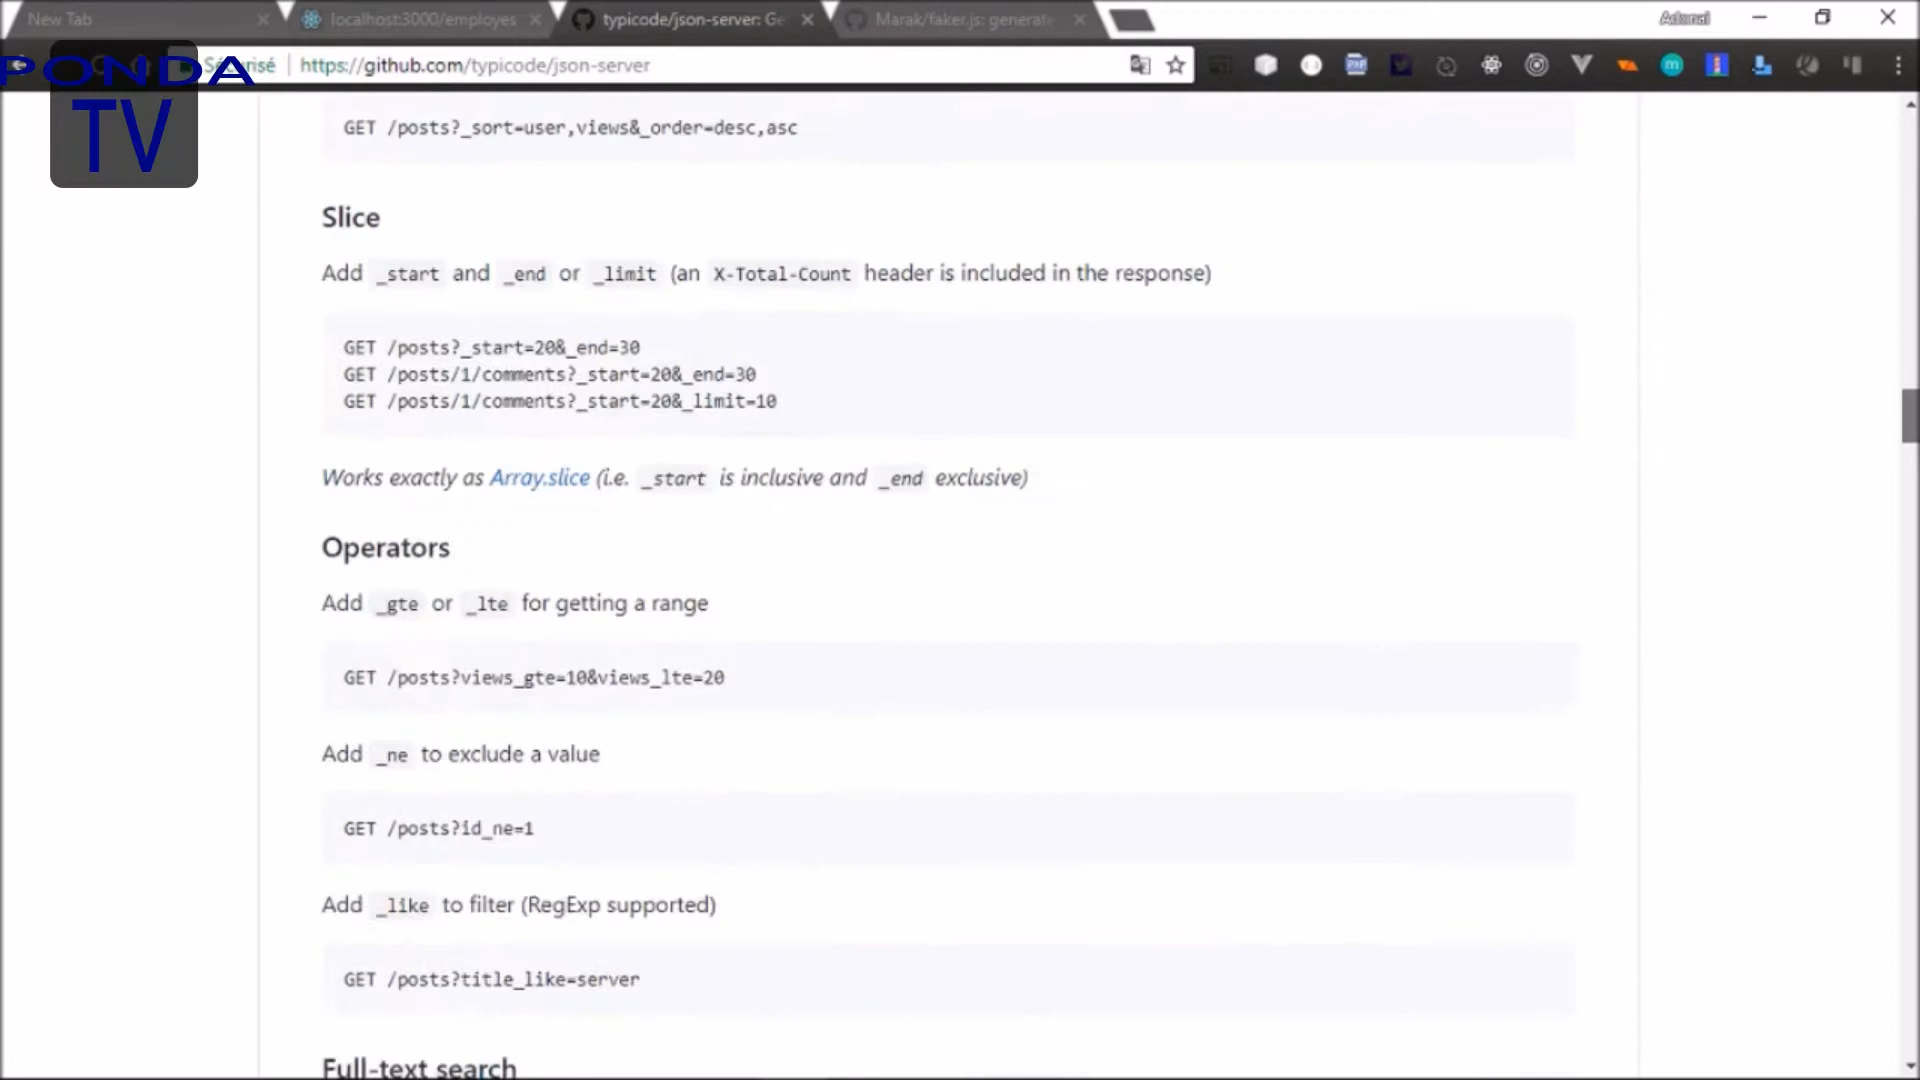 New Tab
localhost:3000/employes
typicode/json-server: Ge
Marak/faker.js: generate
Adonai
PONDA
TV
Sécurisé
https://github.com/typicode/json-server
GET /posts?_sort=user,views&_order=desc,asc
Slice
Add _start and _end or _limit (an X-Total-Count header is included in the response)
GET /posts?_start=20&_end=30
GET /posts/1/comments?_start=20&_end=30
GET /posts/1/comments?_start=20&_limit=10
Works exactly as Array.slice (i.e. _start is inclusive and _end exclusive)
Operators
Add _gte or _lte for getting a range
GET /posts?views_gte=10&views_lte=20
Add _ne to exclude a value
GET /posts?id_ne=1
Add _like to filter (RegExp supported)
GET /posts?title_like=server
Full-text search